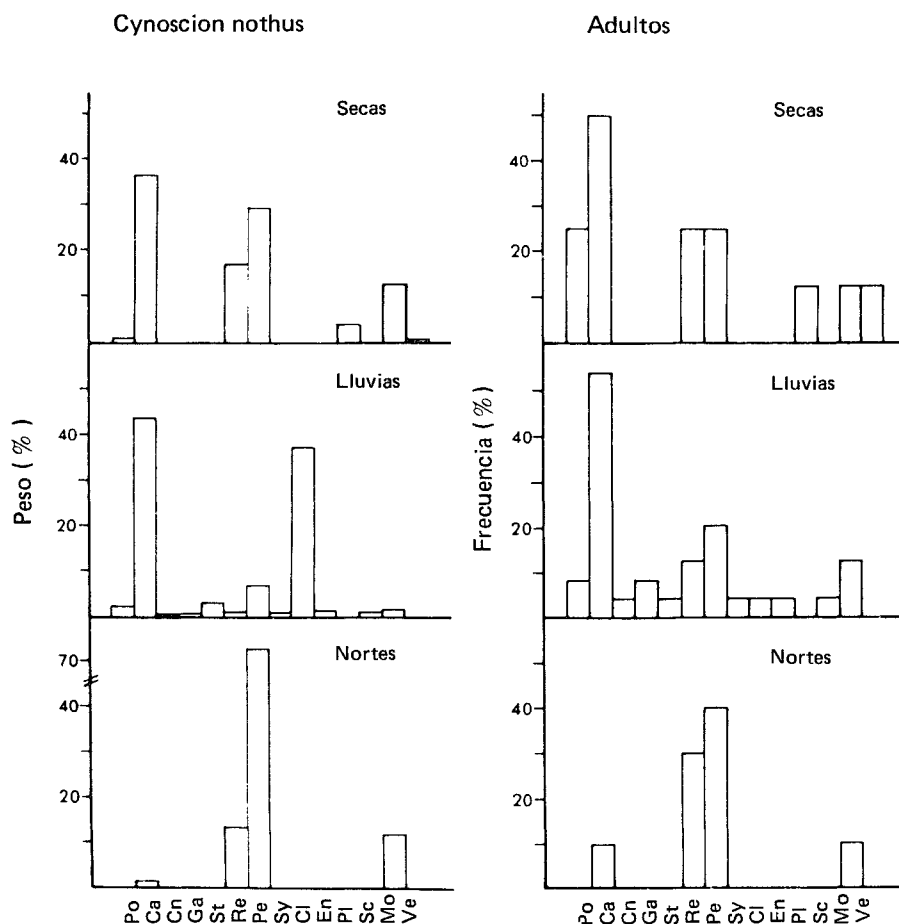 Cynoscion nothus
Adultos
Secas
40
20
Lluvias
40
20
Nortes
70
40
20
Peso (%)
Po Ca Cn Ga St Re Pe Sy Cl En Pl Sc Mo Ve
Secas
40
20
Lluvias
40
20
Nortes
40
20
Frecuencia (%)
Po Ca Cn Ga St Re Pe Sy Cl En Pl Sc Mo Ve